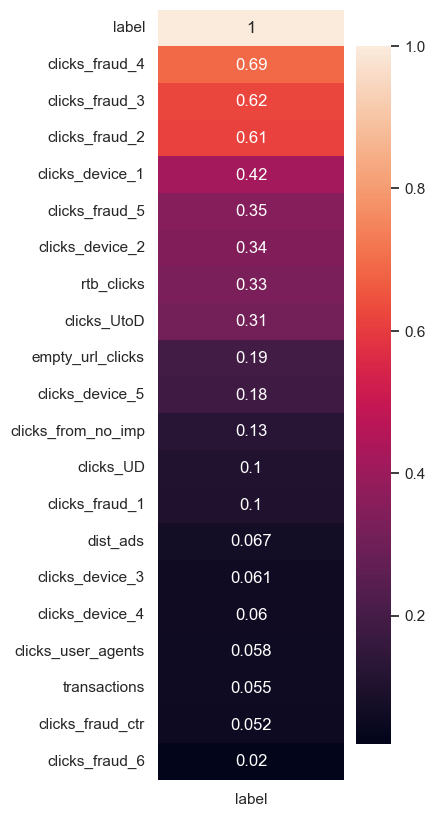 label 1
clicks_fraud_4 0.69
clicks_fraud_3 0.62
clicks_fraud_2 0.61
clicks_device_1 0.42
clicks_fraud_5 0.35
clicks_device_2 0.34
rtb_clicks 0.33
clicks_UtoD 0.31
empty_url_clicks 0.19
clicks_device_5 0.18
clicks_from_no_imp 0.13
clicks_UD 0.1
clicks_fraud_1 0.1
dist_ads 0.067
clicks_device_3 0.061
clicks_device_4 0.06
clicks_user_agents 0.058
transactions 0.055
clicks_fraud_ctr 0.052
clicks_fraud_6 0.02
label
1.0
0.8
0.6
0.4
0.2